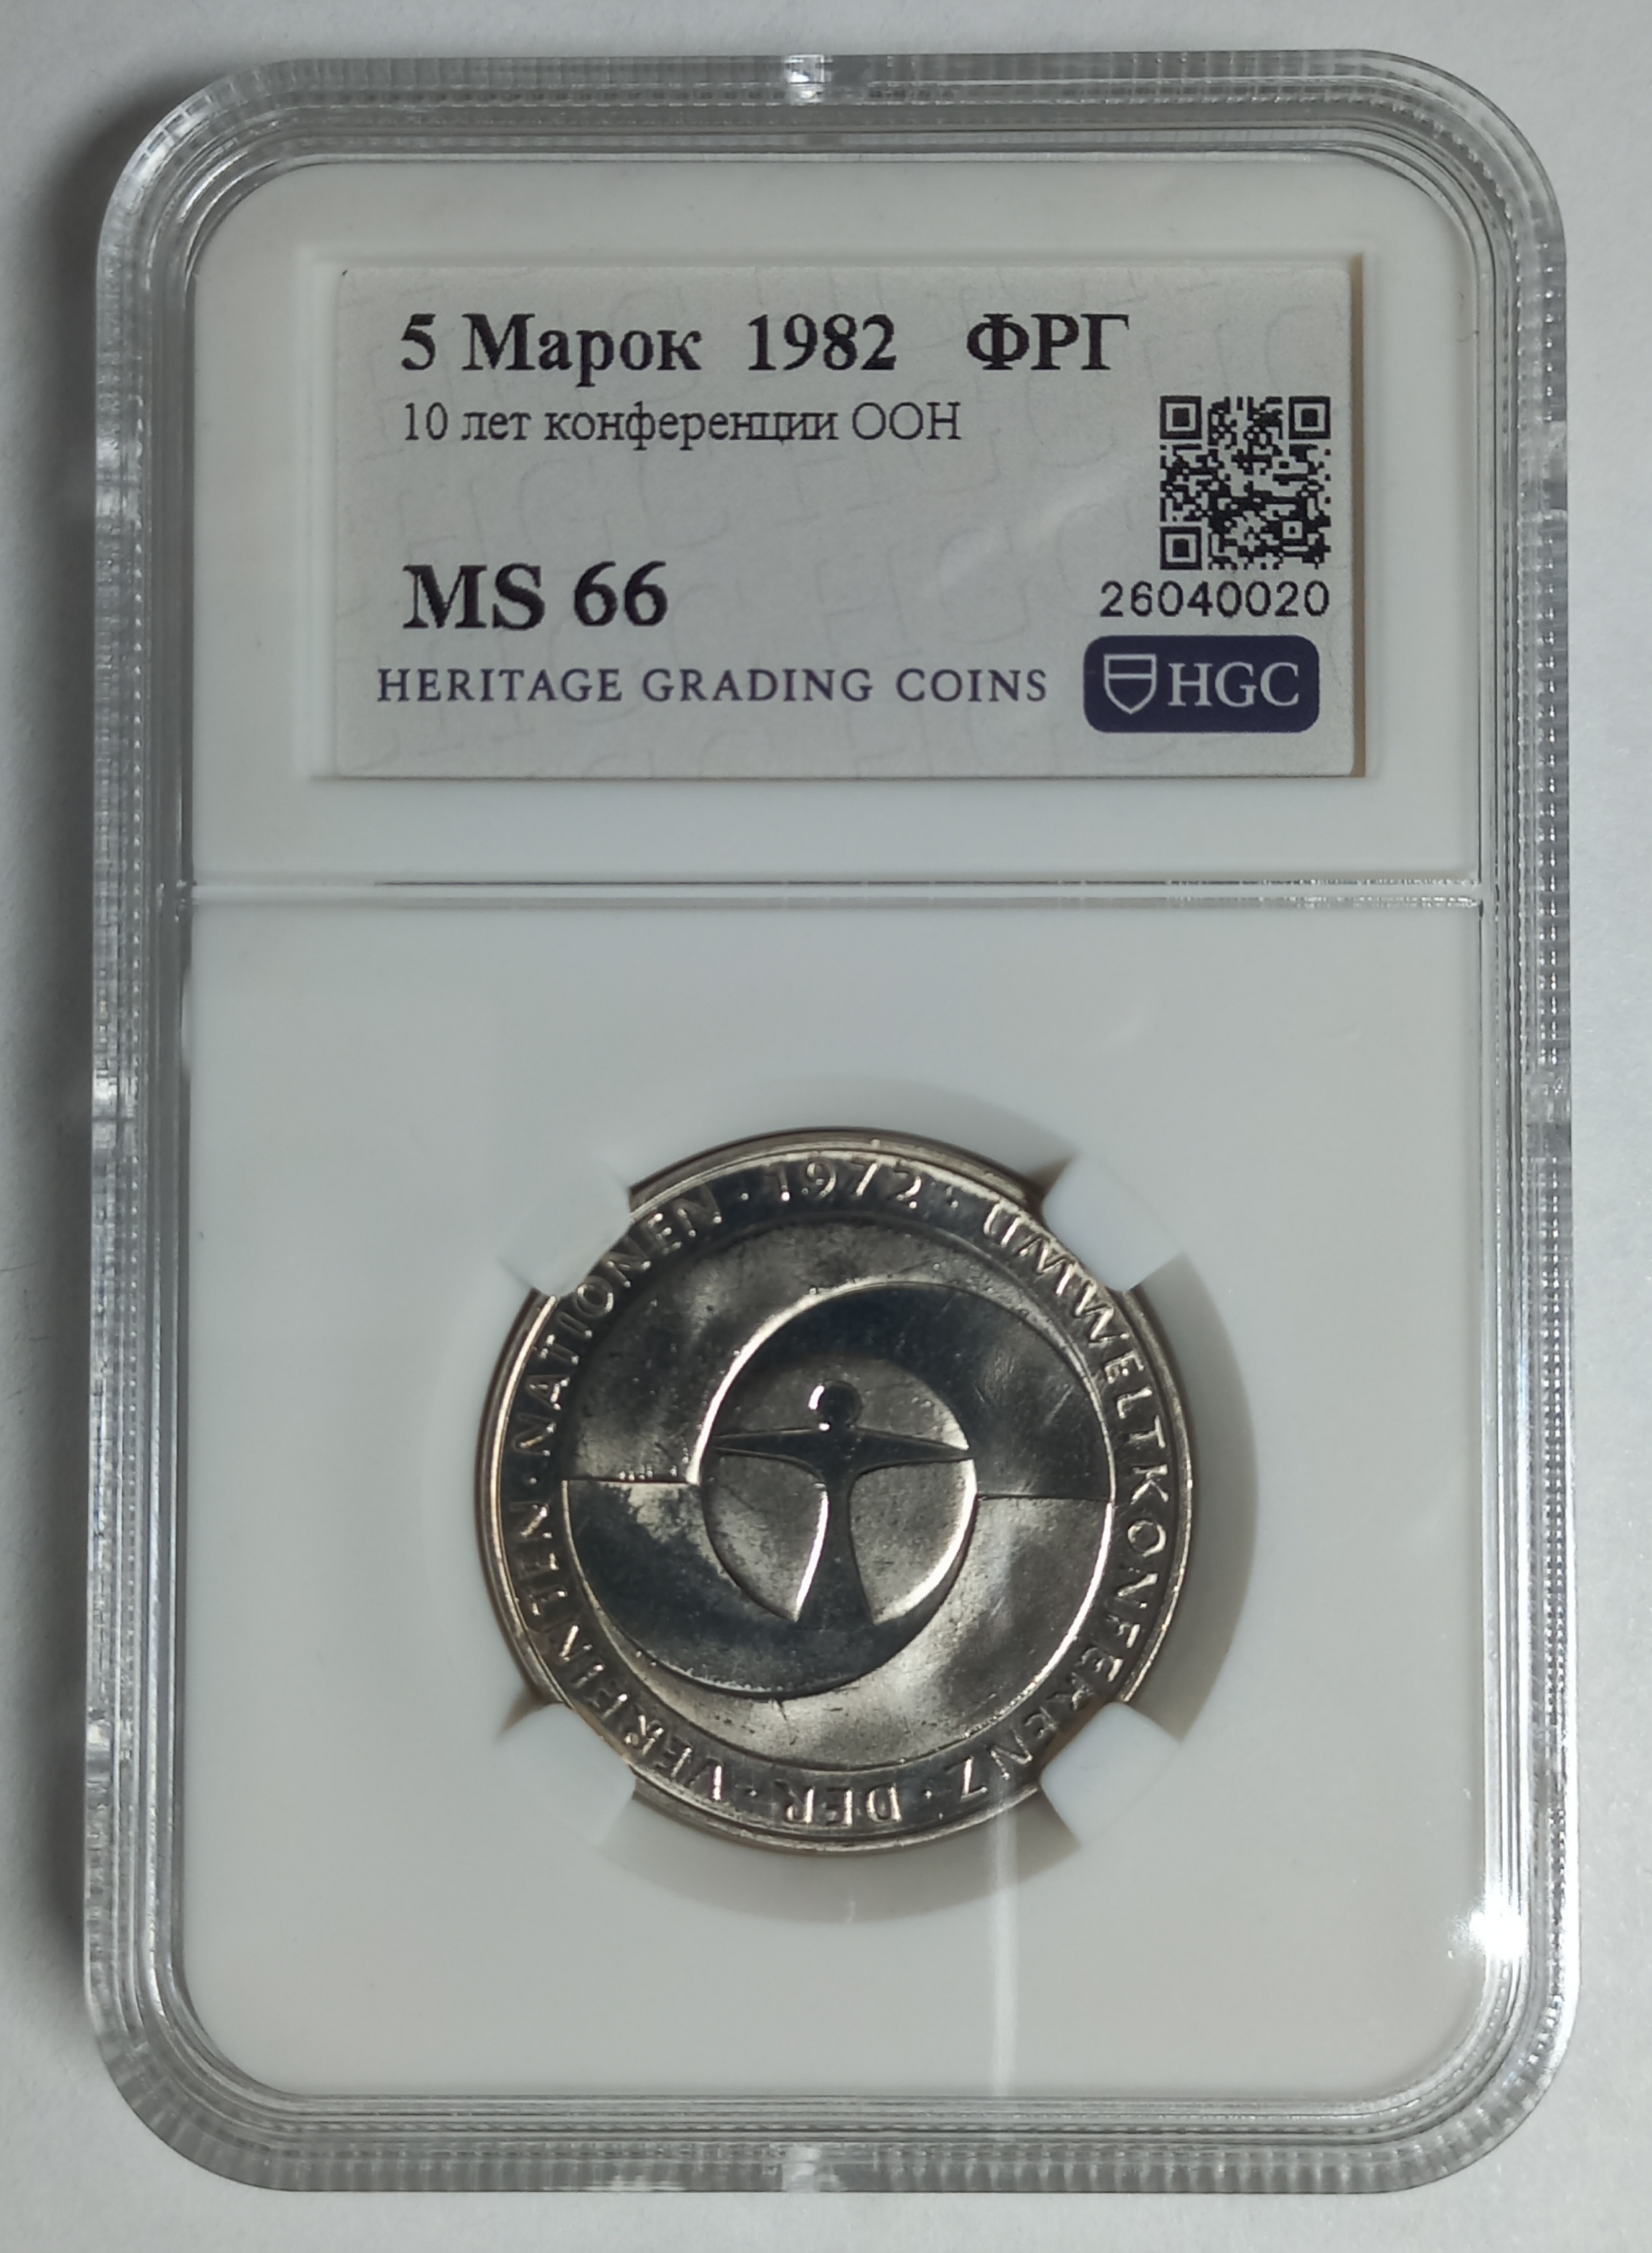 5 Марок 1982 ФРГ
10 лет конференции ООН
MS 66
26040020
HERITAGE GRADING COINS HGC
1972 · UMWELTKONFERENZ · DER · VEREINTEN · NATIONEN ·